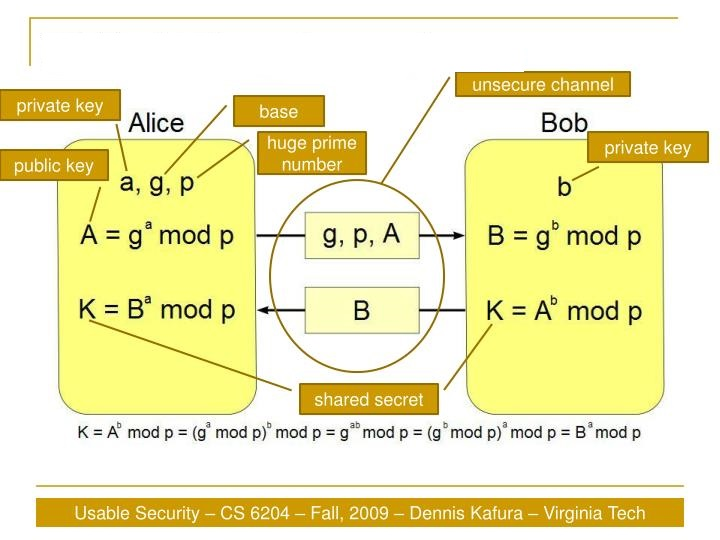 unsecure channel
private key
base
Alice
Bob
huge prime
number
private key
public key
a, g, p
b
A = g^a mod p
g, p, A
B = g^b mod p
K = B^a mod p
B
K = A^b mod p
shared secret
K = A^b mod p = (g^a mod p)^b mod p = g^ab mod p = (g^b mod p)^a mod p = B^a mod p
Usable Security – CS 6204 – Fall, 2009 – Dennis Kafura – Virginia Tech